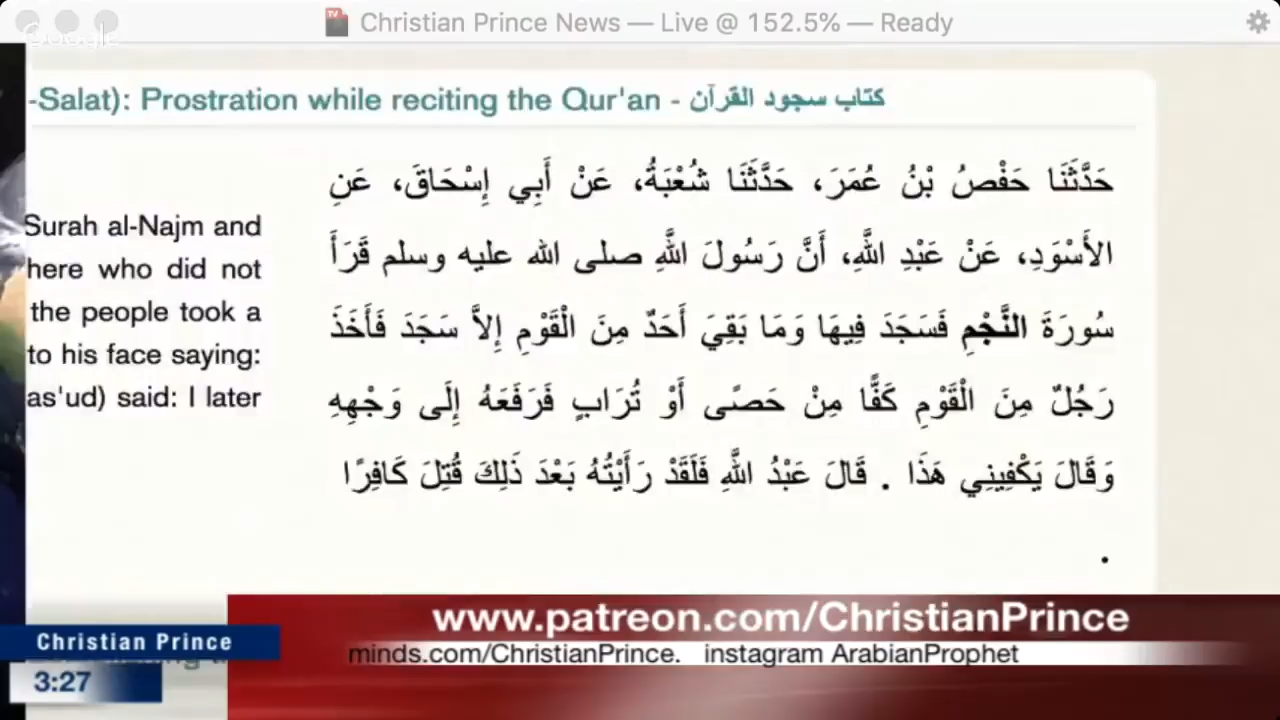 Christian Prince News — Live @ 152.5% — Ready
Google
-Salat): Prostration while reciting the Qur'an - كتاب سجود القرآن
حَدَّثَنَا حَفْصُ بْنُ عُمَرَ، حَدَّثَنَا شُعْبَةُ، عَنْ أَبِي إِسْحَاقَ، عَنِ
الأَسْوَدِ، عَنْ عَبْدِ اللَّهِ، أَنَّ رَسُولَ اللَّهِ صلى الله عليه وسلم قَرَأَ
سُورَةَ النَّجْمِ فَسَجَدَ فِيهَا وَمَا بَقِيَ أَحَدٌ مِنَ الْقَوْمِ إِلاَّ سَجَدَ فَأَخَذَ
رَجُلٌ مِنَ الْقَوْمِ كَفًّا مِنْ حَصًى أَوْ تُرَابٍ فَرَفَعَهُ إِلَى وَجْهِهِ
وَقَالَ يَكْفِينِي هَذَا . قَالَ عَبْدُ اللَّهِ فَلَقَدْ رَأَيْتُهُ بَعْدَ ذَلِكَ قُتِلَ كَافِرًا
.
Surah al-Najm and
here who did not
the people took a
to his face saying:
as'ud) said: I later
www.patreon.com/ChristianPrince
Christian Prince
minds.com/ChristianPrince. instagram ArabianProphet
3:27